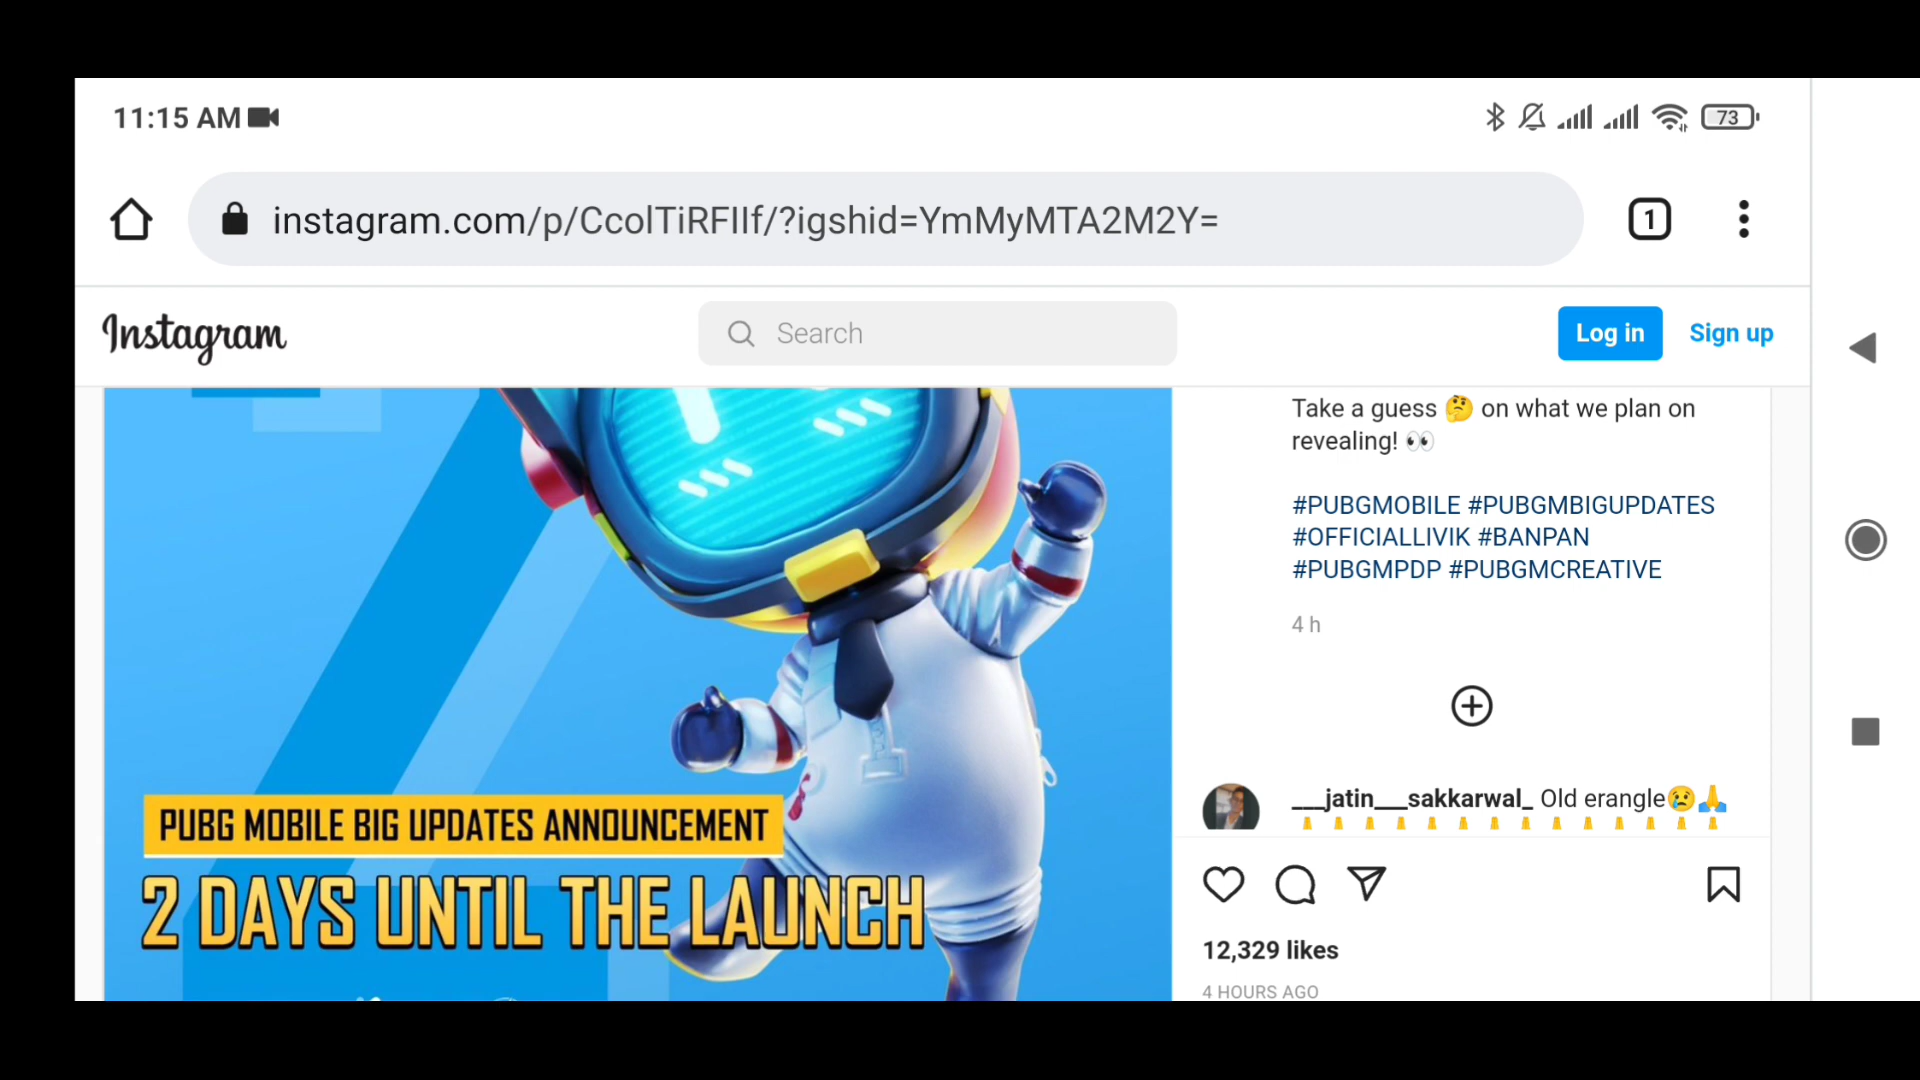 11:15 AM
73
instagram.com/p/CcolTiRFIIf/?igshid=YmMyMTA2M2Y=
1
Instagram
Search
Log in
Sign up
Take a guess 🤔 on what we plan on
revealing! 👀
#PUBGMOBILE #PUBGMBIGUPDATES
#OFFICIALLIVIK #BANPAN
#PUBGMPDP #PUBGMCREATIVE
4 h
___jatin___sakkarwal_ Old erangle😢🙏
PUBG MOBILE BIG UPDATES ANNOUNCEMENT
2 DAYS UNTIL THE LAUNCH
12,329 likes
4 HOURS AGO